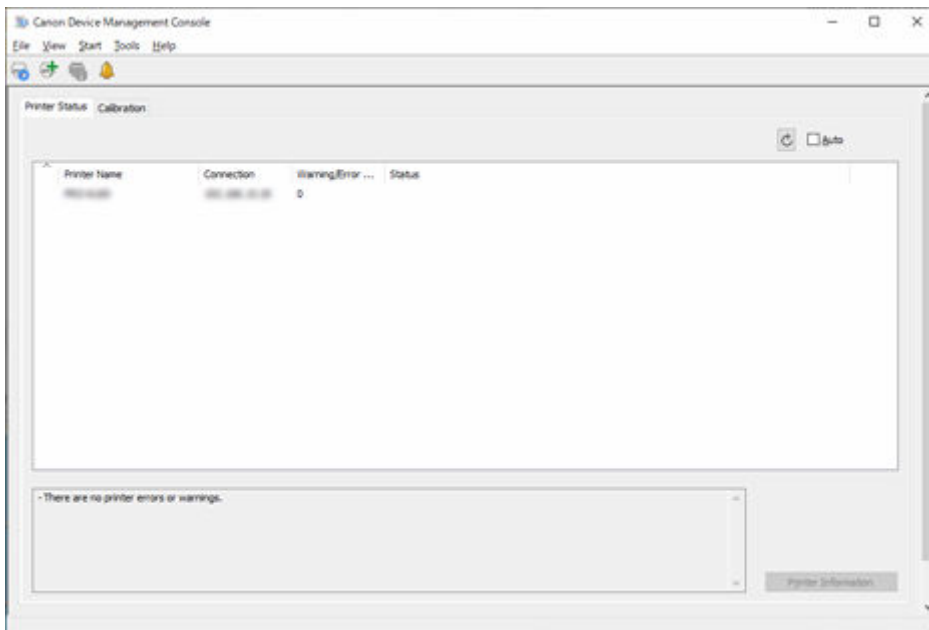 Canon Device Management Console
File View Start Tools Help
Printer Status Calibration
Auto
Printer Name Connection Warning/Error ... Status
0
- There are no printer errors or warnings.
Printer Information